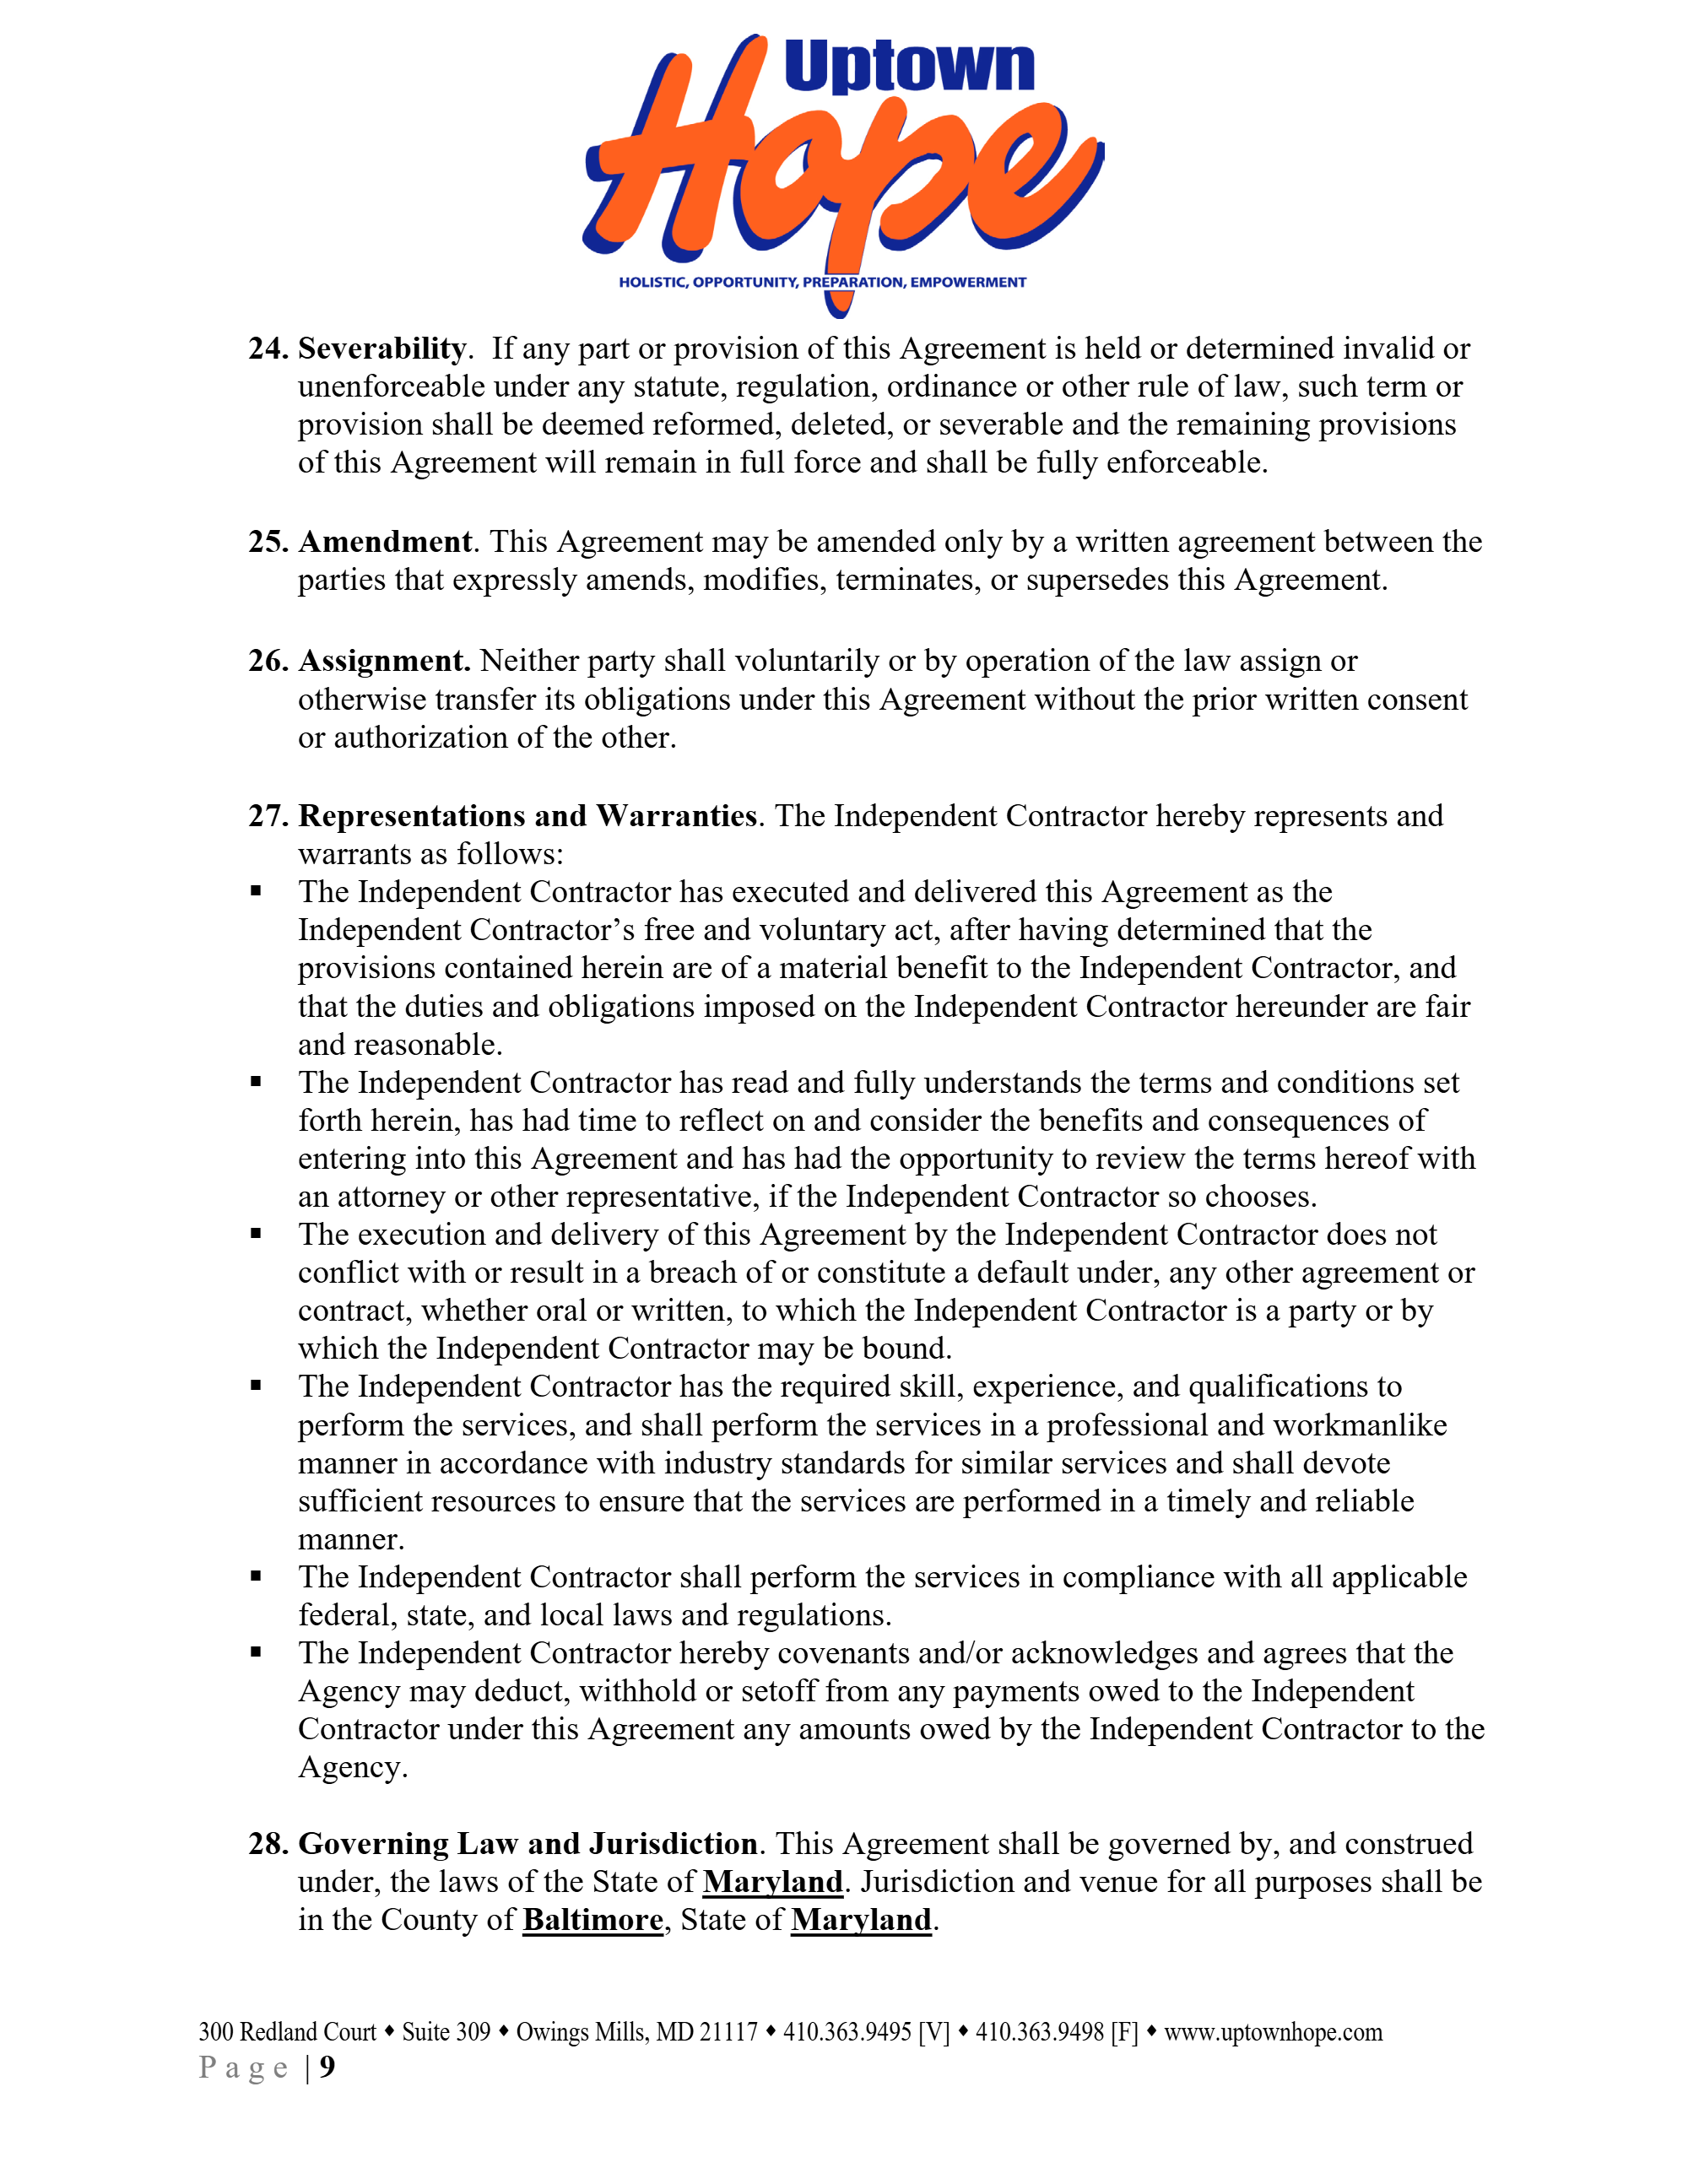 Uptown
Hope
HOLISTIC, OPPORTUNITY, PREPARATION, EMPOWERMENT
24. Severability.  If any part or provision of this Agreement is held or determined invalid or
unenforceable under any statute, regulation, ordinance or other rule of law, such term or
provision shall be deemed reformed, deleted, or severable and the remaining provisions
of this Agreement will remain in full force and shall be fully enforceable.
25. Amendment. This Agreement may be amended only by a written agreement between the
parties that expressly amends, modifies, terminates, or supersedes this Agreement.
26. Assignment. Neither party shall voluntarily or by operation of the law assign or
otherwise transfer its obligations under this Agreement without the prior written consent
or authorization of the other.
27. Representations and Warranties. The Independent Contractor hereby represents and
warrants as follows:
▪ The Independent Contractor has executed and delivered this Agreement as the
Independent Contractor’s free and voluntary act, after having determined that the
provisions contained herein are of a material benefit to the Independent Contractor, and
that the duties and obligations imposed on the Independent Contractor hereunder are fair
and reasonable.
▪ The Independent Contractor has read and fully understands the terms and conditions set
forth herein, has had time to reflect on and consider the benefits and consequences of
entering into this Agreement and has had the opportunity to review the terms hereof with
an attorney or other representative, if the Independent Contractor so chooses.
▪ The execution and delivery of this Agreement by the Independent Contractor does not
conflict with or result in a breach of or constitute a default under, any other agreement or
contract, whether oral or written, to which the Independent Contractor is a party or by
which the Independent Contractor may be bound.
▪ The Independent Contractor has the required skill, experience, and qualifications to
perform the services, and shall perform the services in a professional and workmanlike
manner in accordance with industry standards for similar services and shall devote
sufficient resources to ensure that the services are performed in a timely and reliable
manner.
▪ The Independent Contractor shall perform the services in compliance with all applicable
federal, state, and local laws and regulations.
▪ The Independent Contractor hereby covenants and/or acknowledges and agrees that the
Agency may deduct, withhold or setoff from any payments owed to the Independent
Contractor under this Agreement any amounts owed by the Independent Contractor to the
Agency.
28. Governing Law and Jurisdiction. This Agreement shall be governed by, and construed
under, the laws of the State of Maryland. Jurisdiction and venue for all purposes shall be
in the County of Baltimore, State of Maryland.
300 Redland Court ♦ Suite 309 ♦ Owings Mills, MD 21117 ♦ 410.363.9495 [V] ♦ 410.363.9498 [F] ♦ www.uptownhope.com
Page | 9